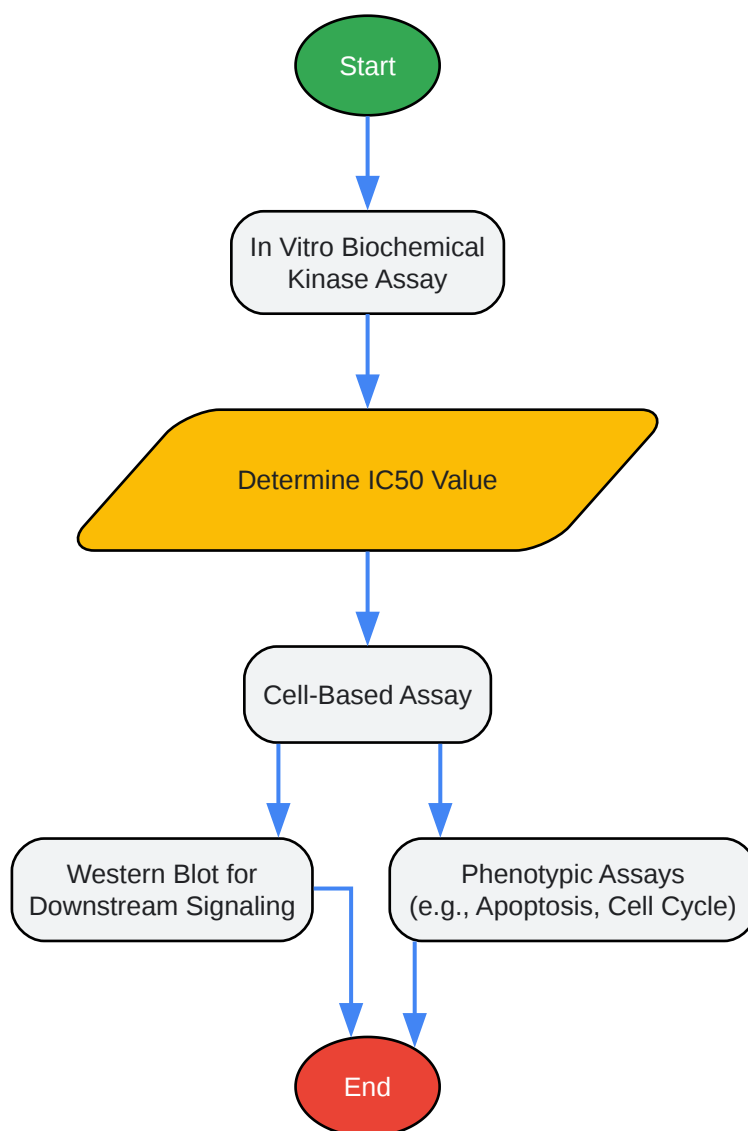 Start
In Vitro Biochemical
Kinase Assay
Determine IC50 Value
Cell-Based Assay
Western Blot for
Downstream Signaling
Phenotypic Assays
(e.g., Apoptosis, Cell Cycle)
End